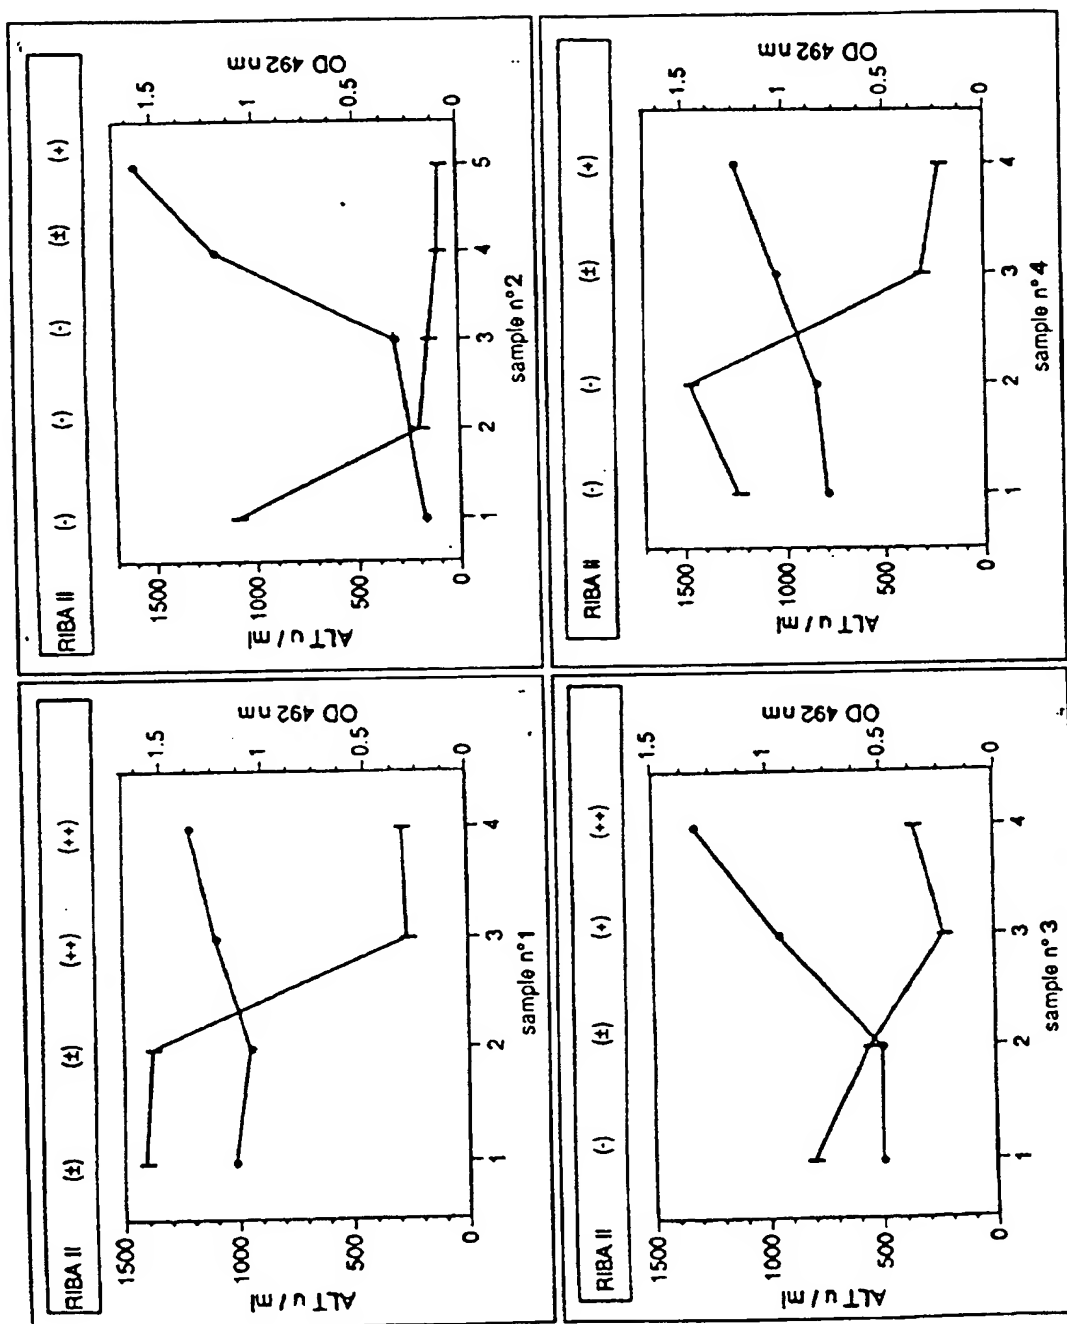 RIBA II (±) (±) (++) (++)
ALT u / ml
1500
1000
500
0
OD 492 nm
1.5
1
0.5
0
1 2 3 4
sample n°1
RIBA II (-) (-) (-) (±) (+)
ALT u / ml
1500
1000
500
0
OD 492 nm
1.5
1
0.5
0
1 2 3 4 5
sample n°2
RIBA II (-) (±) (+) (++)
ALT u / ml
1500
1000
500
0
OD 492 nm
1.5
1
0.5
0
1 2 3 4
sample n°3
RIBA II (-) (-) (±) (+)
ALT u / ml
1500
1000
500
0
OD 492 nm
1.5
1
0.5
0
1 2 3 4
sample n°4